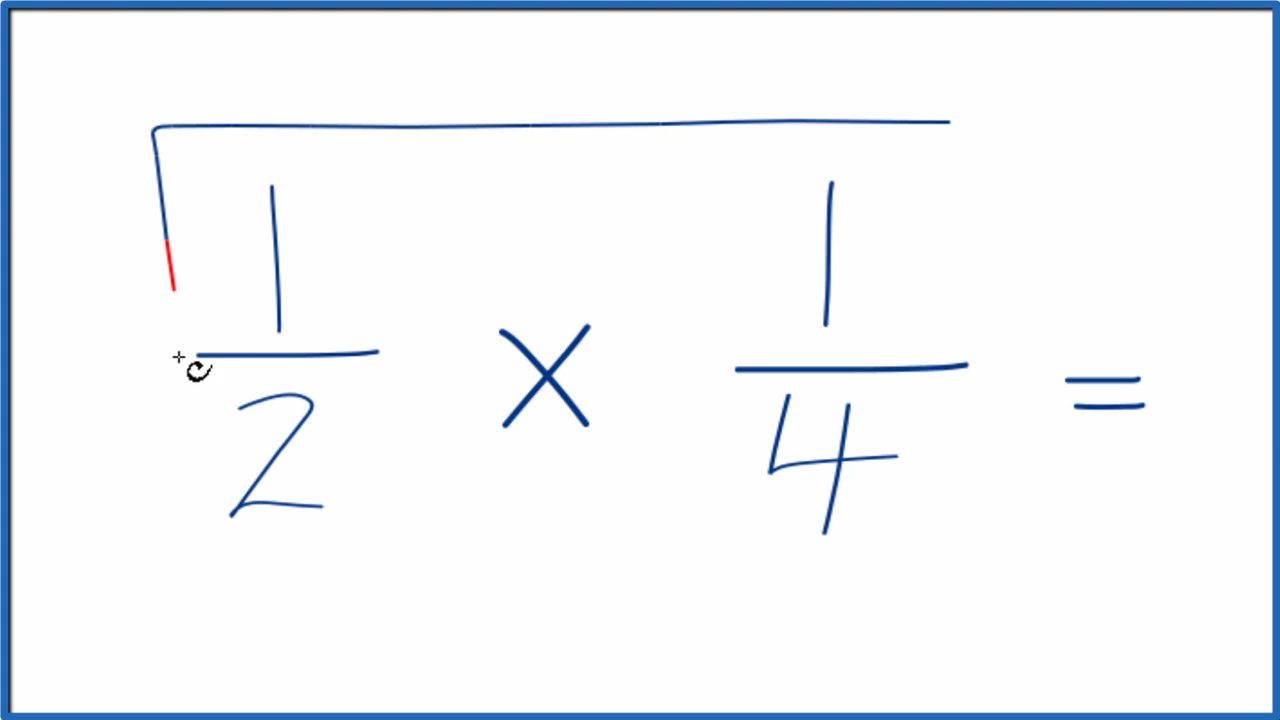 1/2 × 1/4 =